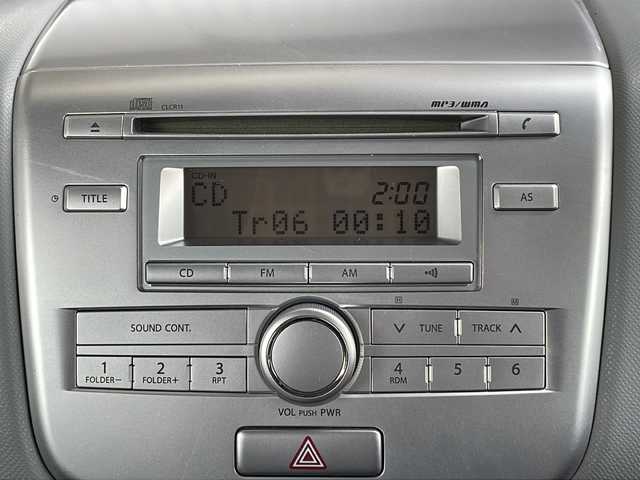 CLCR11 MP3/WMA
TITLE
CD-IN
CD 2:00
Tr06 00:10
AS
CD FM AM
H M
SOUND CONT. TUNE TRACK
1 2 3 4 5 6
FOLDER- FOLDER+ RPT RDM
VOL PUSH PWR